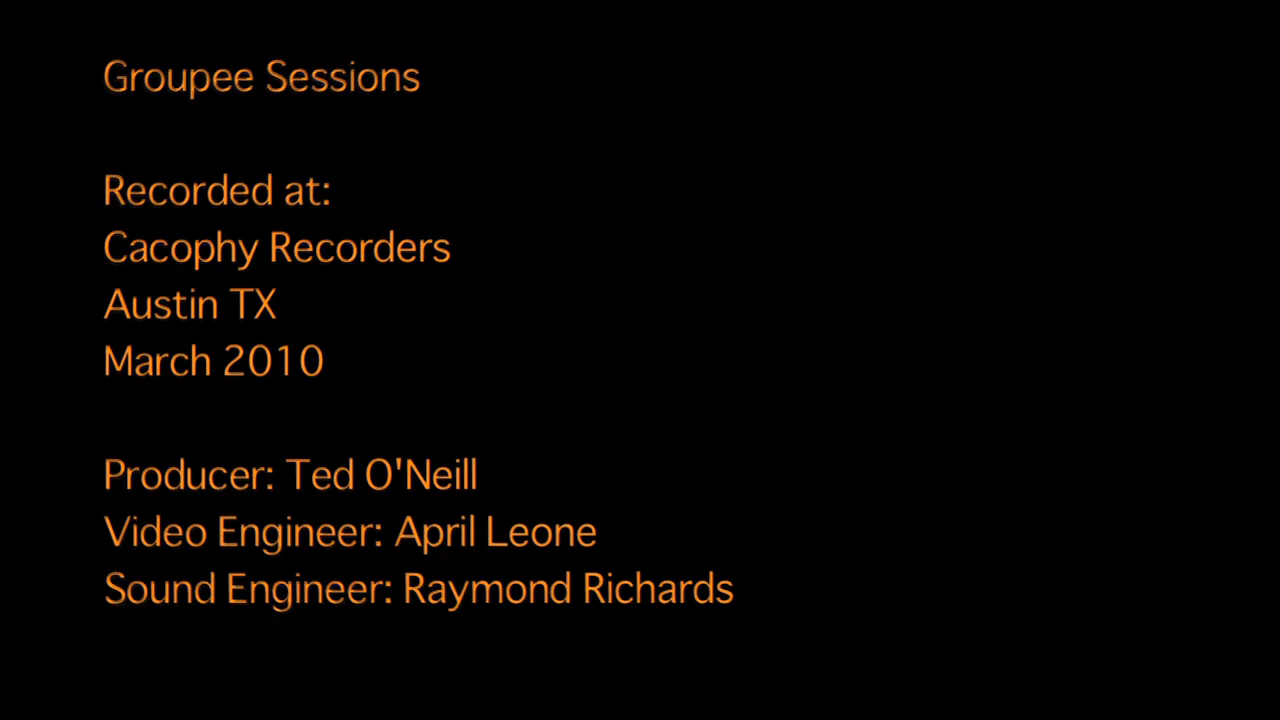 Groupee Sessions
Recorded at:
Cacophy Recorders
Austin TX
March 2010
Producer: Ted O'Neill
Video Engineer: April Leone
Sound Engineer: Raymond Richards